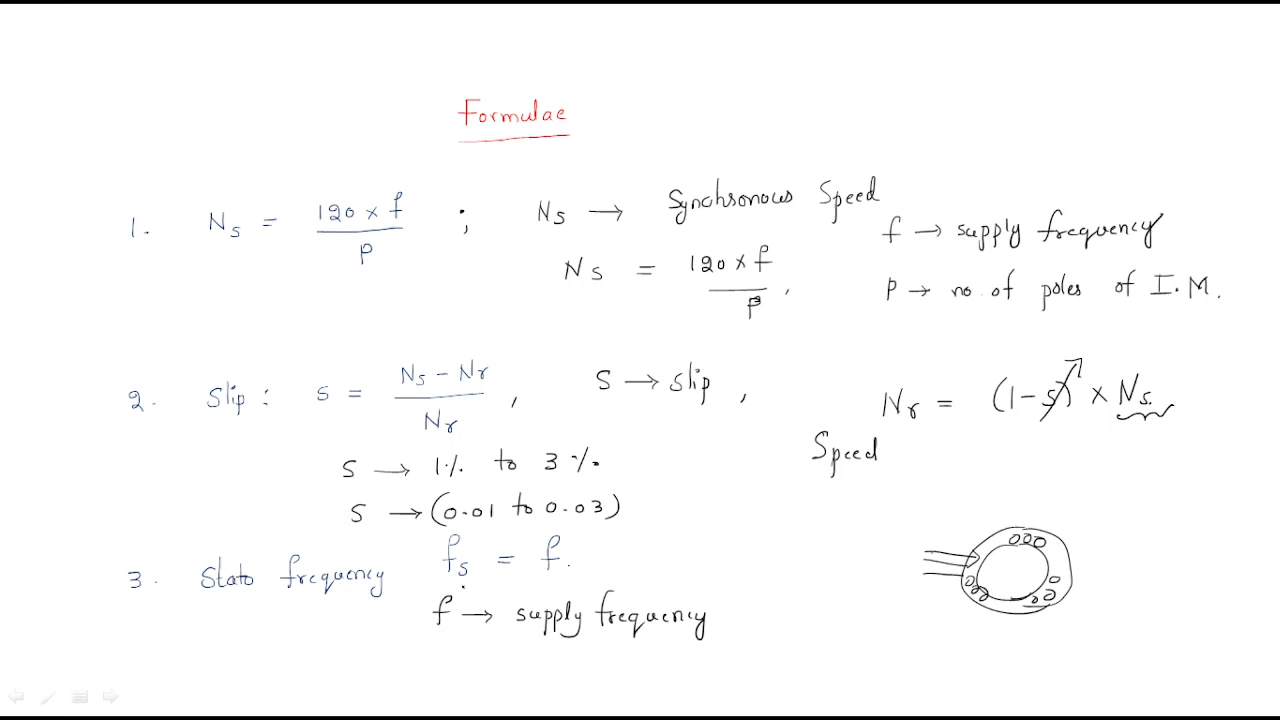 Formulae
1. Ns = 120 × f / P ; Ns → Synchsonous Speed
f → supply frequency
Ns = 120 × f / P ,
P → no. of poles of I.M.
2. Slip : s = Ns - Nr / Nr , S → slip , Nr = (1-s) × Ns.
Speed
S → 1% to 3%.
S → (0.01 to 0.03)
3. Stato frequency fs = f.
f → supply frequency